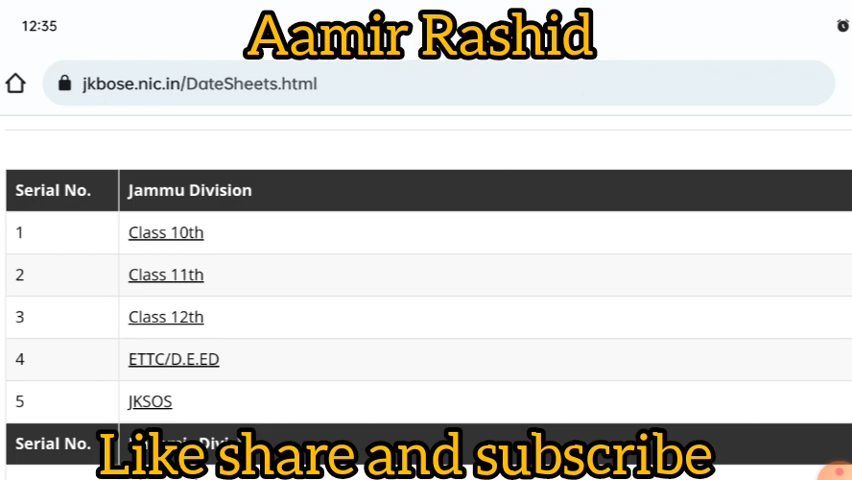 12:35
Aamir Rashid
jkbose.nic.in/DateSheets.html
Serial No. Jammu Division
1 Class 10th
2 Class 11th
3 Class 12th
4 ETTC/D.E.ED
5 JKSOS
Serial No.
Like share and subscribe